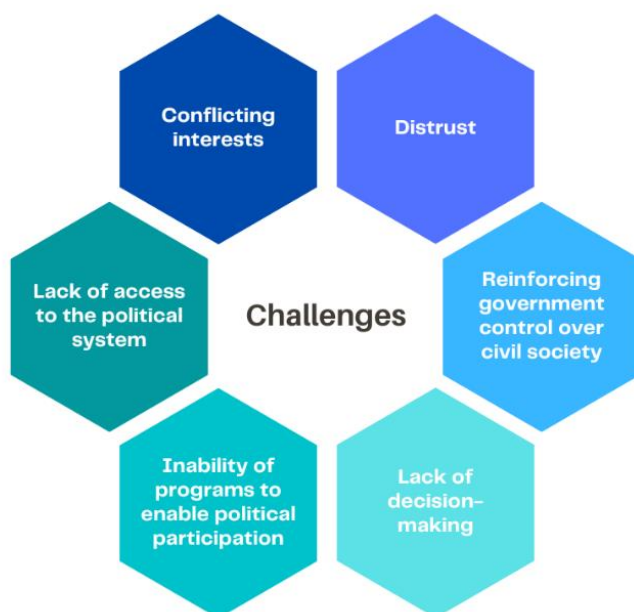 Conflicting
interests
Distrust
Lack of access
to the political
system
Challenges
Reinforcing
government
control over
civil society
Inability of
programs to
enable political
participation
Lack of
decision-
making